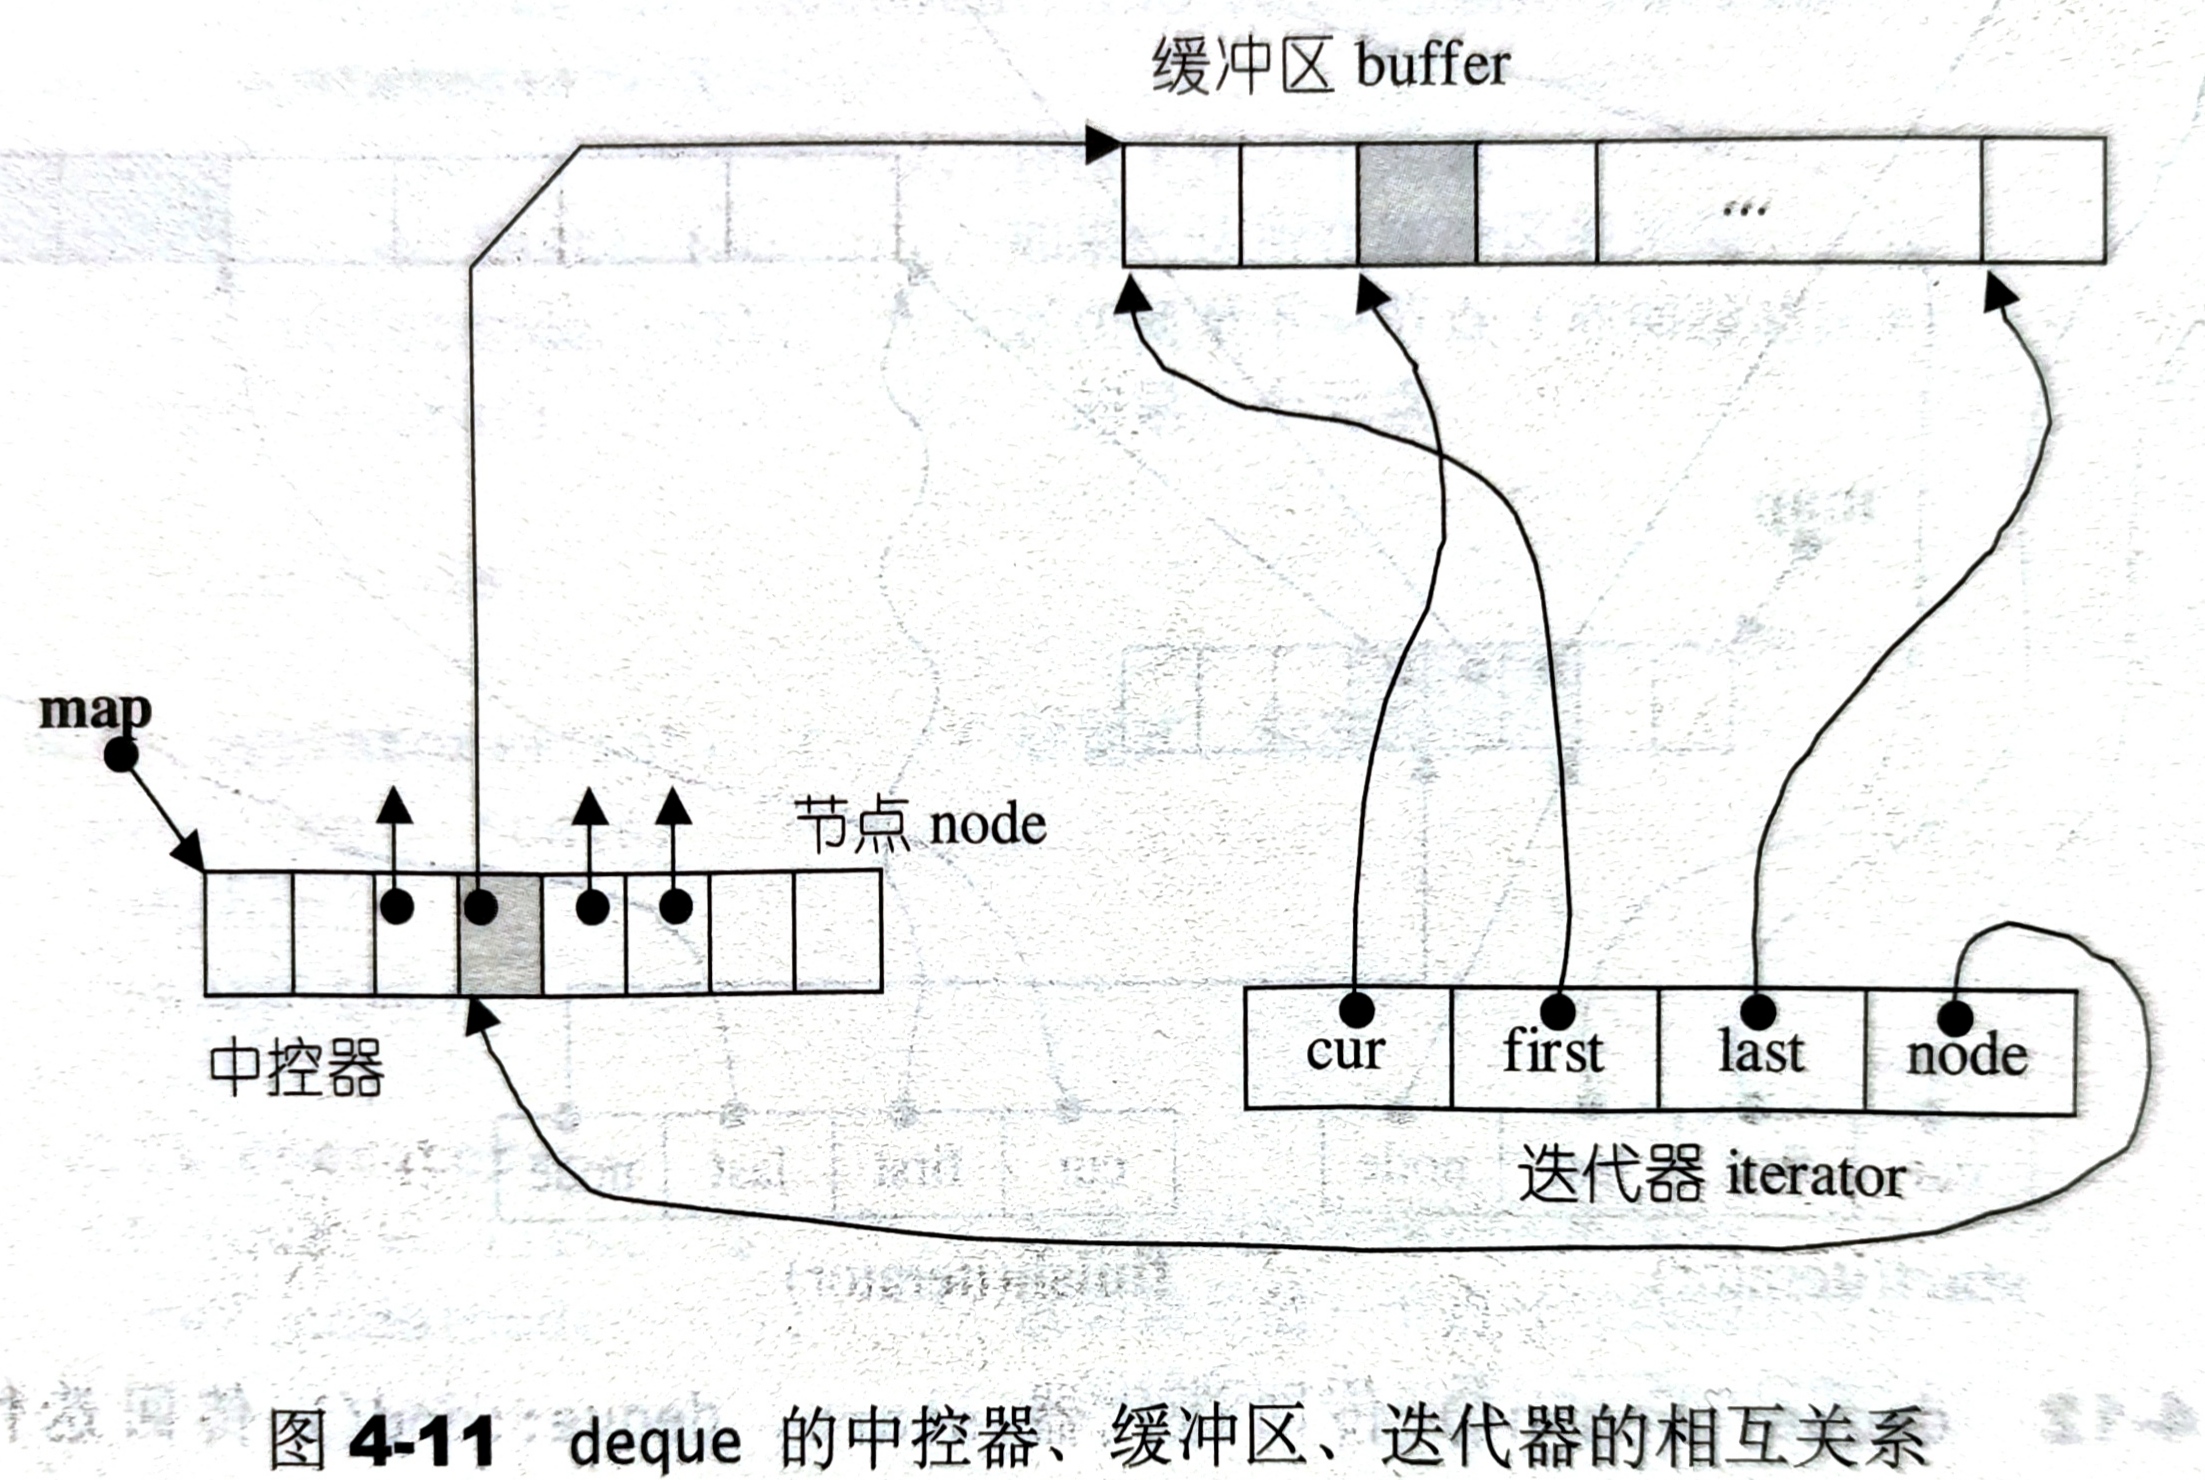 缓冲区 buffer
...
map
节点 node
中控器
cur first last node
迭代器 iterator
图 4-11 deque 的中控器、缓冲区、迭代器的相互关系